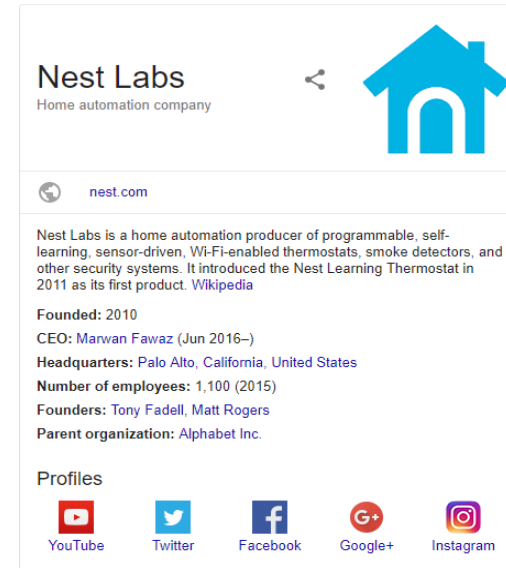 Nest Labs
Home automation company
nest.com
Nest Labs is a home automation producer of programmable, self-
learning, sensor-driven, Wi-Fi-enabled thermostats, smoke detectors, and
other security systems. It introduced the Nest Learning Thermostat in
2011 as its first product. Wikipedia
Founded: 2010
CEO: Marwan Fawaz (Jun 2016–)
Headquarters: Palo Alto, California, United States
Number of employees: 1,100 (2015)
Founders: Tony Fadell, Matt Rogers
Parent organization: Alphabet Inc.
Profiles
G+
YouTube Twitter Facebook Google+ Instagram